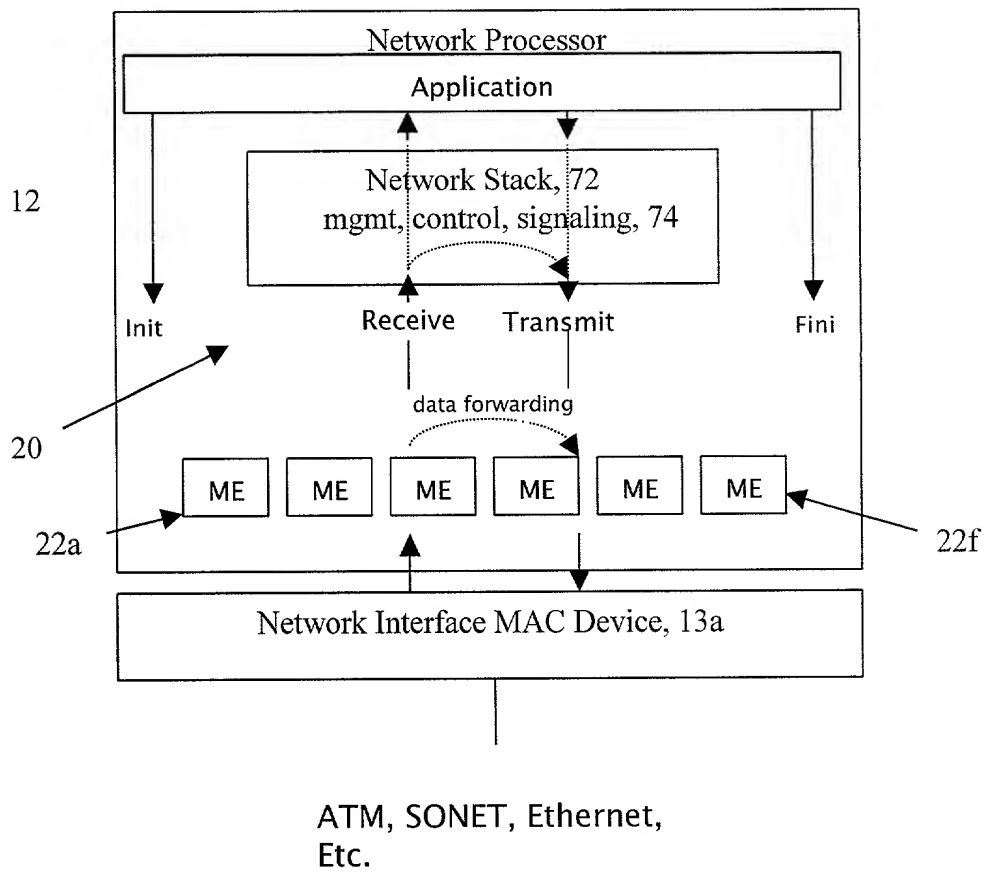 Network Processor
Application
12
Network Stack, 72
mgmt, control, signaling, 74
Init
Receive
Transmit
Fini
20
data forwarding
ME ME ME ME ME ME
22a
22f
Network Interface MAC Device, 13a
ATM, SONET, Ethernet,
Etc.